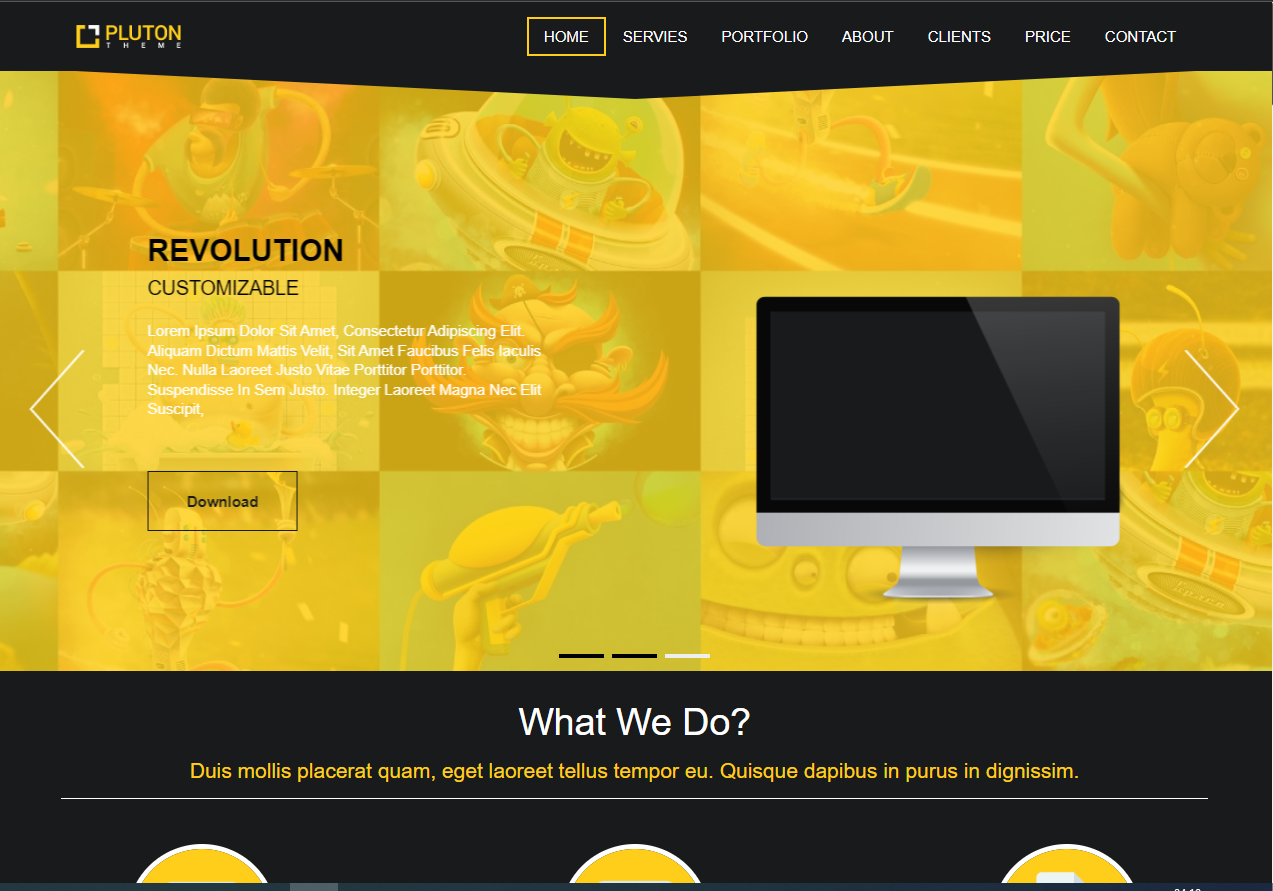 PLUTON
THEME
HOME SERVIES PORTFOLIO ABOUT CLIENTS PRICE CONTACT
REVOLUTION
CUSTOMIZABLE
Lorem Ipsum Dolor Sit Amet, Consectetur Adipiscing Elit.
Aliquam Dictum Mattis Velit, Sit Amet Faucibus Felis Iaculis
Nec. Nulla Laoreet Justo Vitae Porttitor Porttitor.
Suspendisse In Sem Justo. Integer Laoreet Magna Nec Elit
Suscipit,
Download
What We Do?
Duis mollis placerat quam, eget laoreet tellus tempor eu. Quisque dapibus in purus in dignissim.